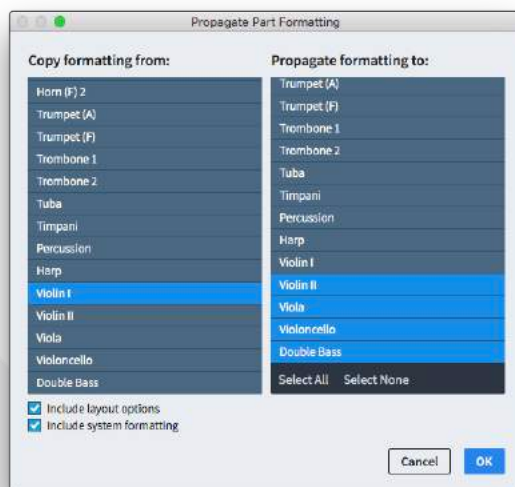 Propagate Part Formatting
Copy formatting from:
Horn (F) 2
Trumpet (A)
Trumpet (F)
Trombone 1
Trombone 2
Tuba
Timpani
Percussion
Harp
Violin I
Violin II
Viola
Violoncello
Double Bass
Include layout options
Include system formatting
Propagate formatting to:
Trumpet (A)
Trumpet (F)
Trombone 1
Trombone 2
Tuba
Timpani
Percussion
Harp
Violin I
Violin II
Viola
Violoncello
Double Bass
Select All Select None
Cancel OK